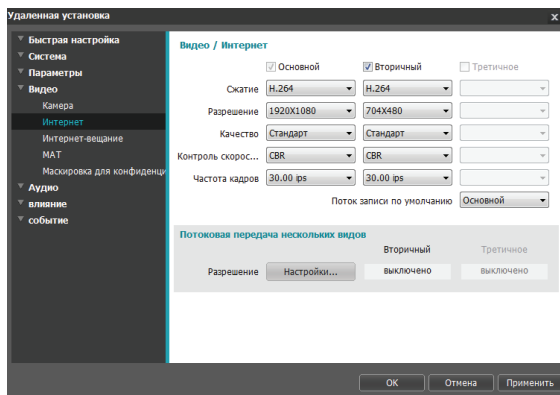 Удаленная установка x
Быстрая настройка
Система
Параметры
Видео
Камера
Интернет
Интернет-вещание
MAT
Маскировка для конфиденци
Аудио
влияние
событие
Видео / Интернет
Основной Вторичный Третичное
Сжатие H.264 H.264
Разрешение 1920X1080 704X480
Качество Стандарт Стандарт
Контроль скорос... CBR CBR
Частота кадров 30.00 ips 30.00 ips
Поток записи по умолчанию Основной
Потоковая передача нескольких видов
Вторичный Третичное
Разрешение Настройки... выключено выключено
OK Отмена Применить